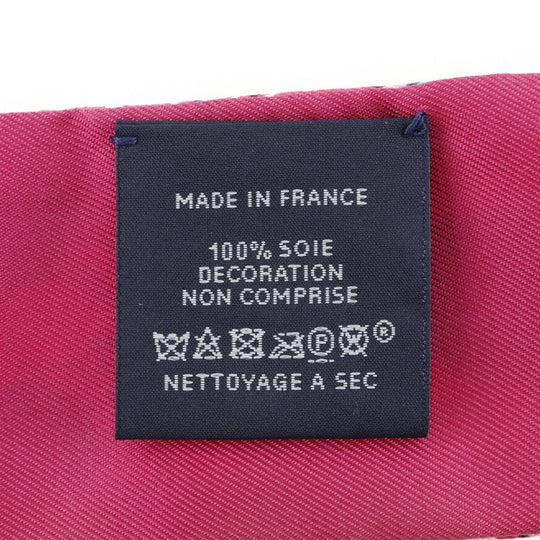 MADE IN FRANCE
100% SOIE
DECORATION
NON COMPRISE
P W ®
NETTOYAGE A SEC